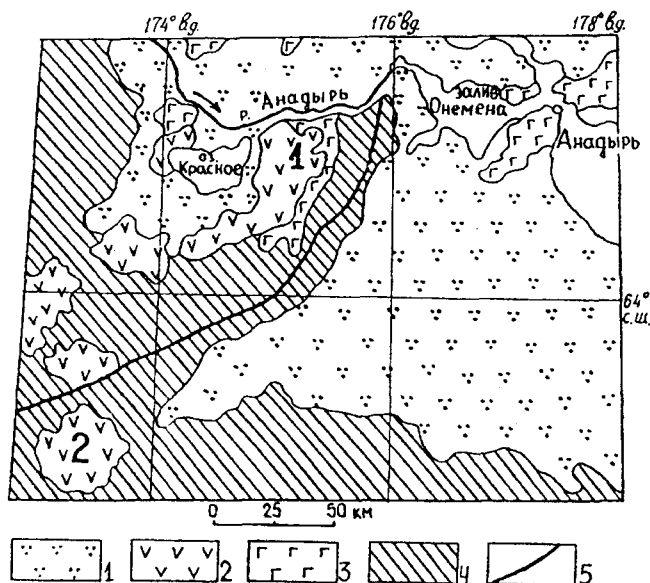 174° в.д. 176° в.д. 178° в.д.
залив
Онемена
р. Анадырь
Анадырь
оз.
Красное
1
64°
с.ш.
2
0 25 50
км
1 2 3 4 5